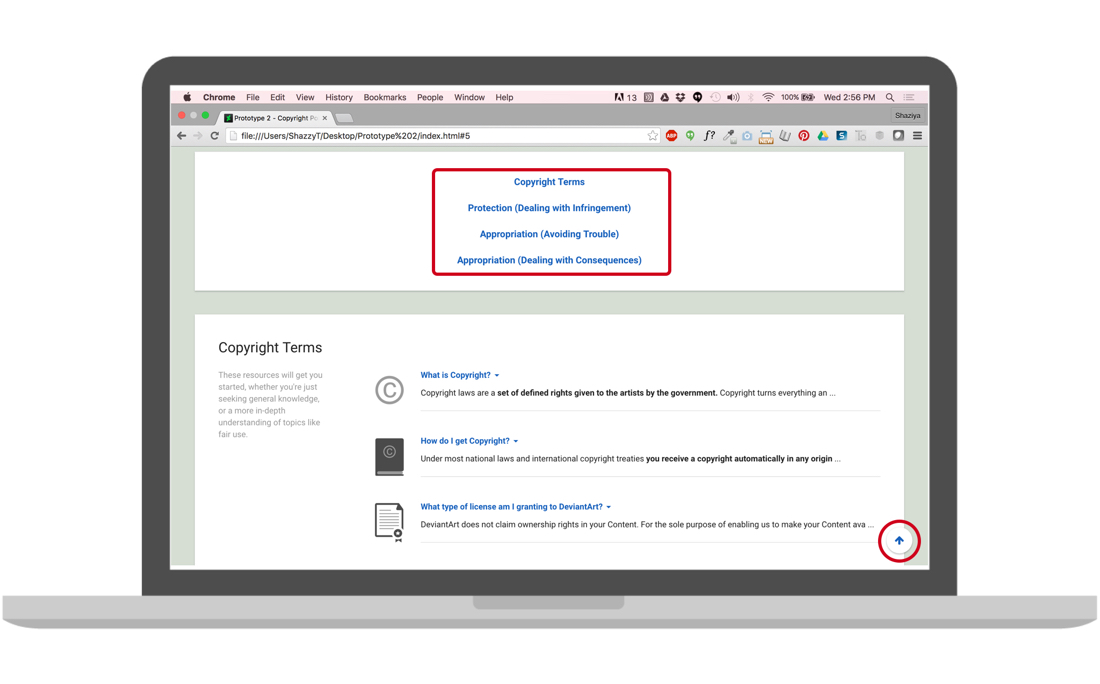 Chrome File Edit View History Bookmarks People Window Help 13 100% Wed 2:56 PM
Prototype 2 - Copyright Po Shaziya
file:///Users/ShazzyT/Desktop/Prototype%202/index.html#5 ABP f? NEW S
Copyright Terms
Protection (Dealing with Infringement)
Appropriation (Avoiding Trouble)
Appropriation (Dealing with Consequences)
Copyright Terms
These resources will get you
started, whether you're just
seeking general knowledge,
or a more in-depth
understanding of topics like
fair use.
What is Copyright?
Copyright laws are a set of defined rights given to the artists by the government. Copyright turns everything an ...
How do I get Copyright?
Under most national laws and international copyright treaties you receive a copyright automatically in any origin ...
What type of license am I granting to DeviantArt?
DeviantArt does not claim ownership rights in your Content. For the sole purpose of enabling us to make your Content ava ...